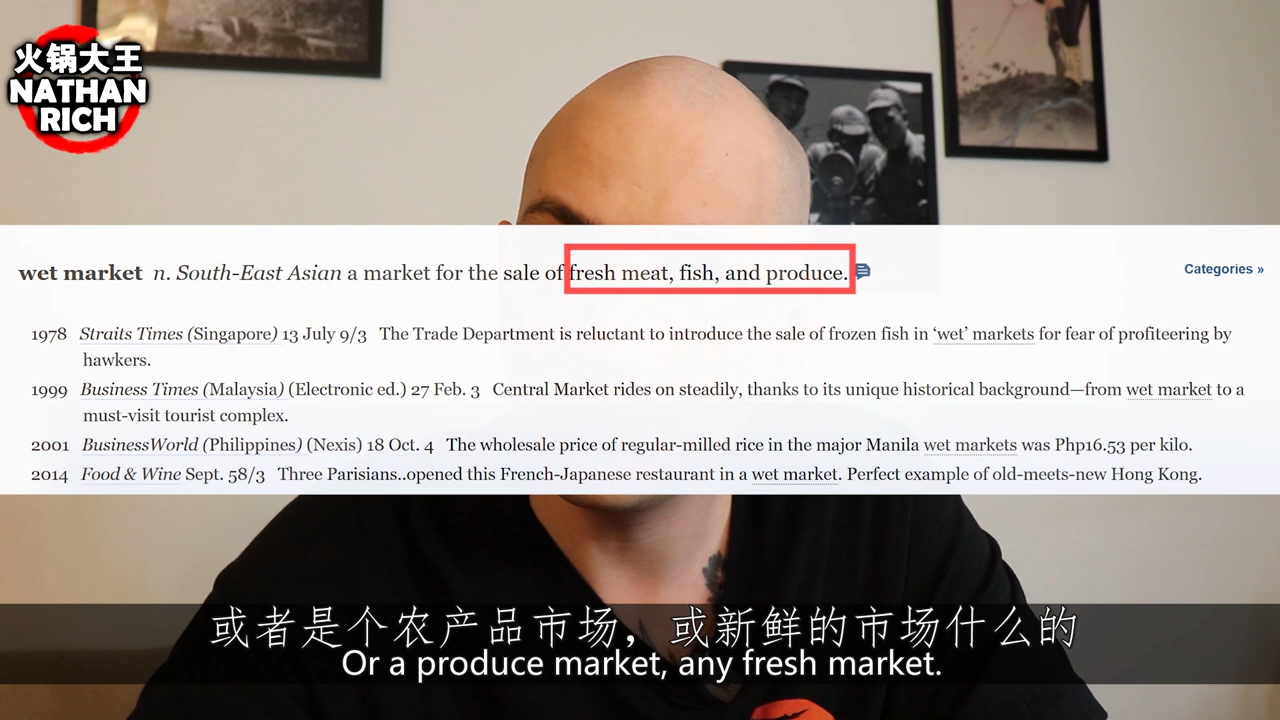 火锅大王
NATHAN
RICH
wet market n. South-East Asian a market for the sale of fresh meat, fish, and produce.
Categories »
1978 Straits Times (Singapore) 13 July 9/3 The Trade Department is reluctant to introduce the sale of frozen fish in ‘wet’ markets for fear of profiteering by
hawkers.
1999 Business Times (Malaysia) (Electronic ed.) 27 Feb. 3 Central Market rides on steadily, thanks to its unique historical background—from wet market to a
must-visit tourist complex.
2001 BusinessWorld (Philippines) (Nexis) 18 Oct. 4 The wholesale price of regular-milled rice in the major Manila wet markets was Php16.53 per kilo.
2014 Food & Wine Sept. 58/3 Three Parisians..opened this French-Japanese restaurant in a wet market. Perfect example of old-meets-new Hong Kong.
或者是个农产品市场，或新鲜的市场什么的
Or a produce market, any fresh market.